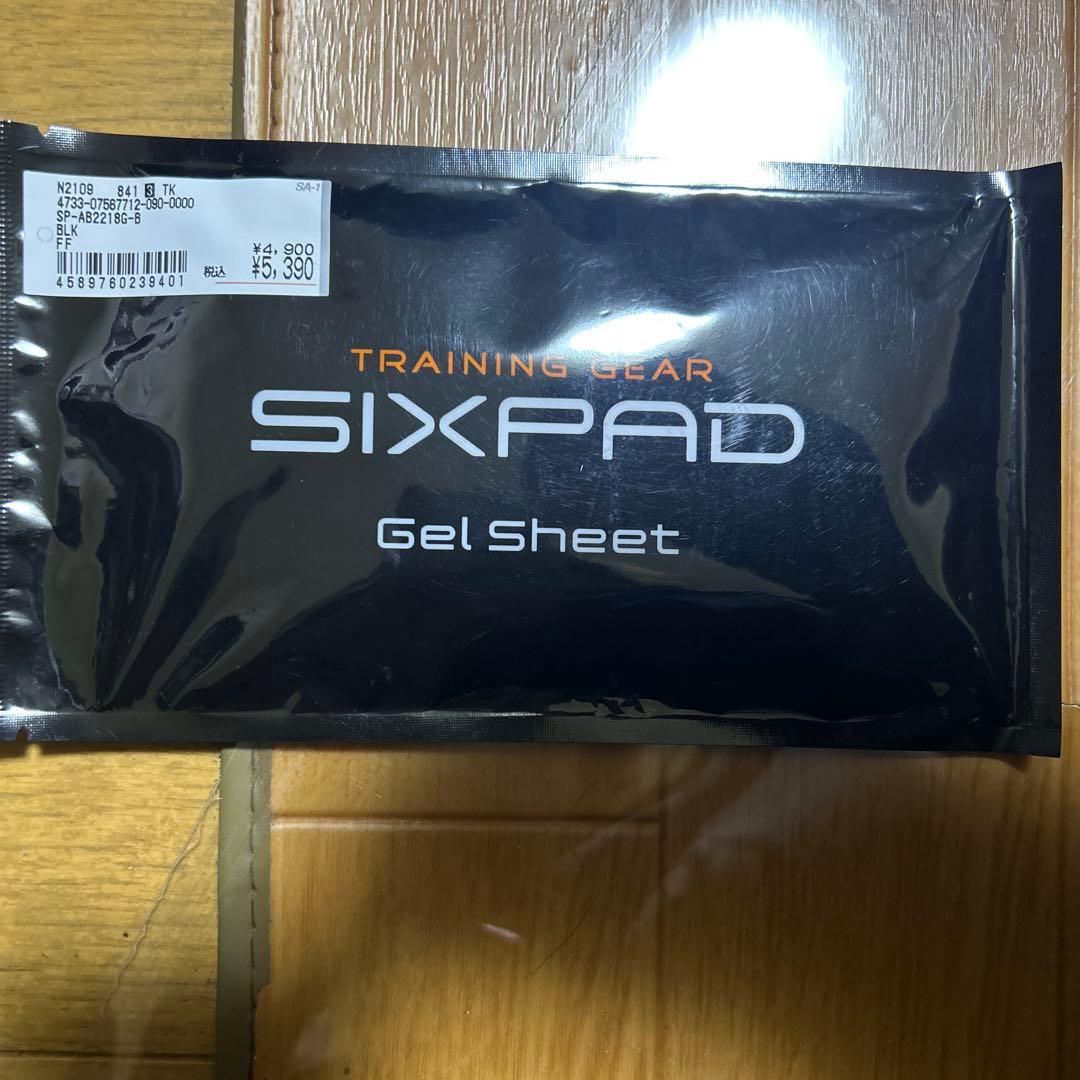 N2109 841 3 TK
SA-1
4733-07567712-090-0000
SP-AB2218G-B
BLK
FF
¥4,900
税込 ¥5,390
4589760239401
TRAINING GEAR
SIXPAD
Gel Sheet